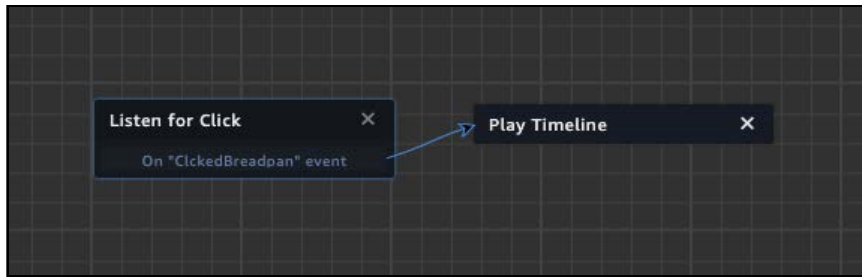 Listen for Click
On "ClckedBreadpan" event
Play Timeline